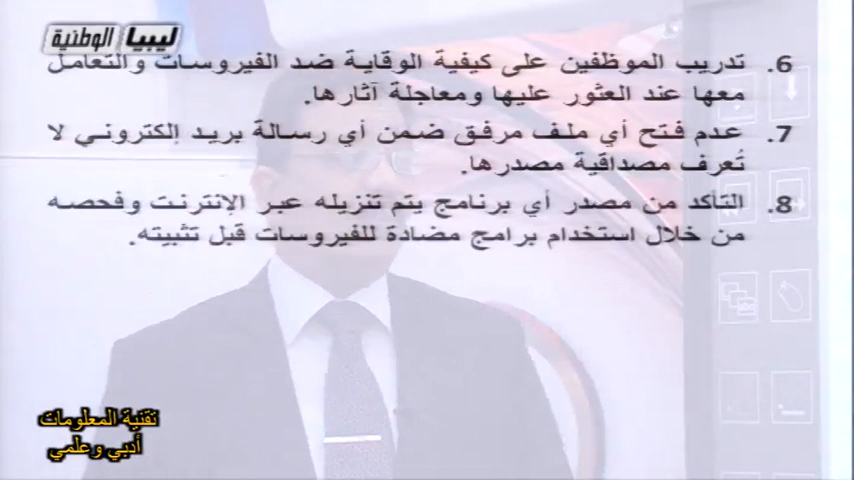 ليبيا الوطنية
6. تدريب الموظفين على كيفية الوقاية ضد الفيروسات والتعامل
معها عند العثور عليها ومعاجلة آثارها.
7. عدم فتح أي ملف مرفق ضمن أي رسالة بريد إلكتروني لا
تُعرف مصداقية مصدرها.
8. التأكد من مصدر أي برنامج يتم تنزيله عبر الإنترنت وفحصه
من خلال استخدام برامج مضادة للفيروسات قبل تثبيته.
تقنية المعلومات
أدبي وعلمي